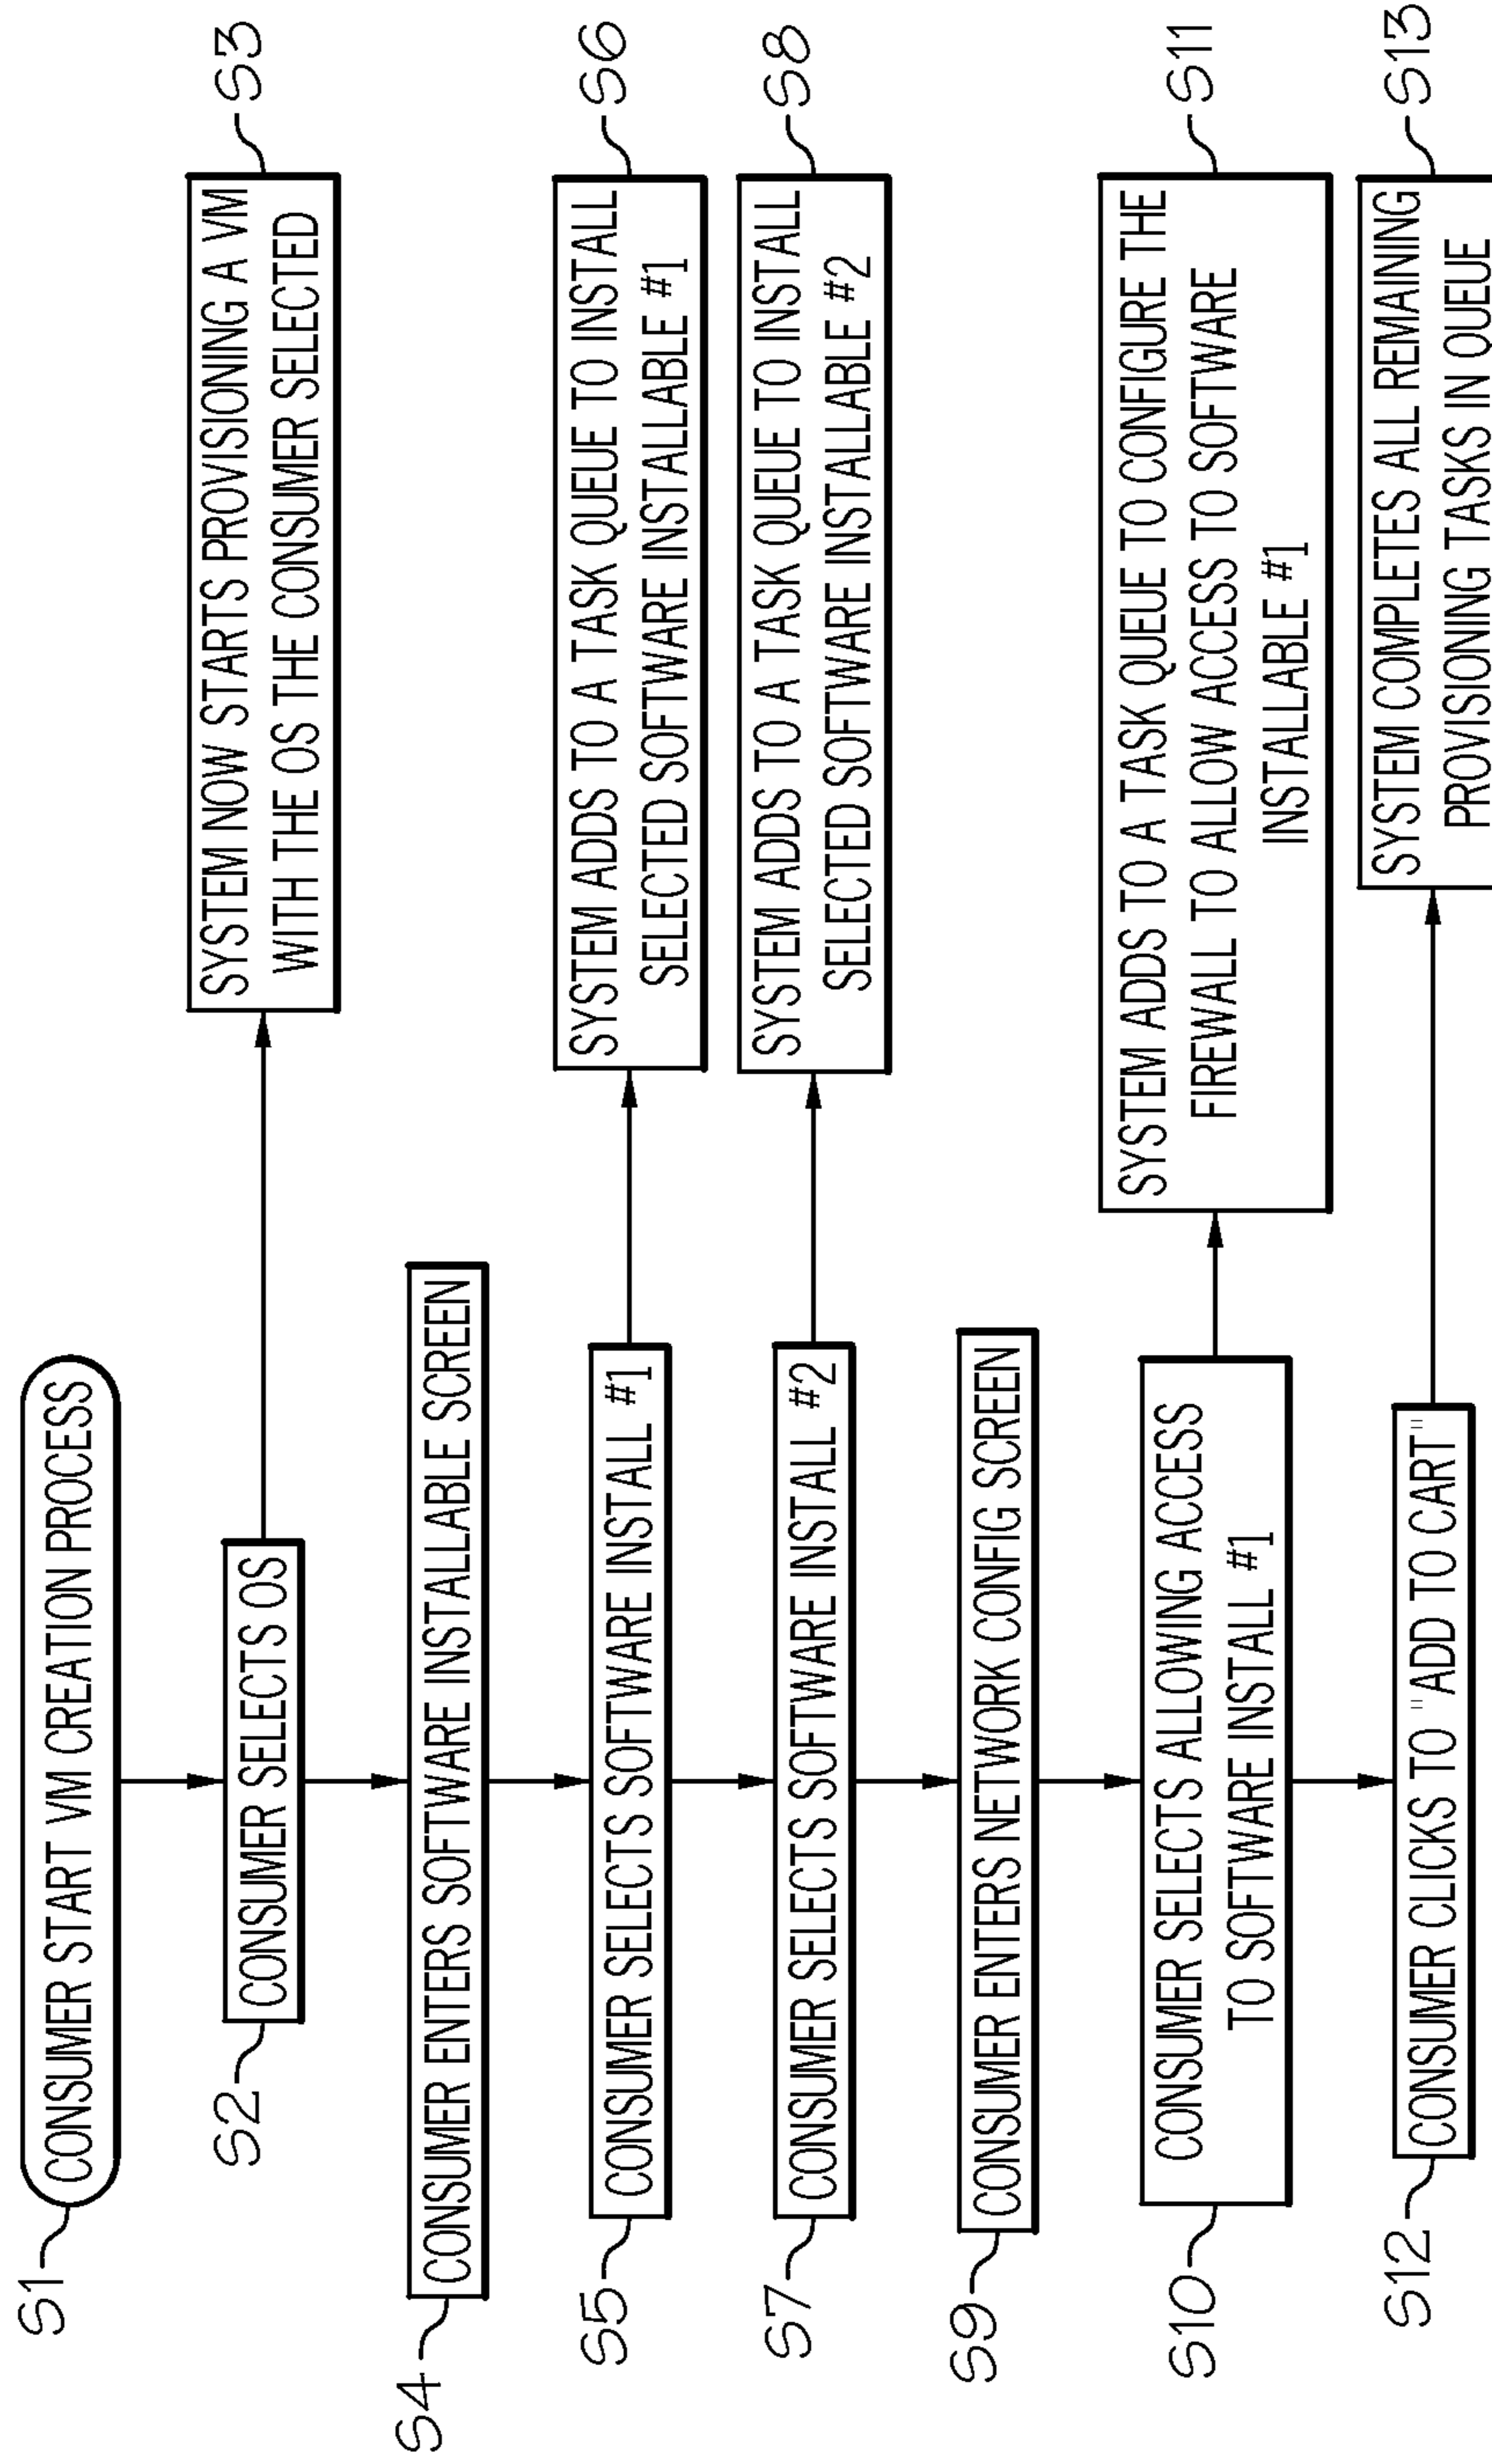 S1
CONSUMER START VM CREATION PROCESS
S2
CONSUMER SELECTS OS
SYSTEM NOW STARTS PROVISIONING A VM
WITH THE OS THE CONSUMER SELECTED
S3
S4
CONSUMER ENTERS SOFTWARE INSTALLABLE SCREEN
S5
CONSUMER SELECTS SOFTWARE INSTALL #1
SYSTEM ADDS TO A TASK QUEUE TO INSTALL
SELECTED SOFTWARE INSTALLABLE #1
S6
S7
CONSUMER SELECTS SOFTWARE INSTALL #2
SYSTEM ADDS TO A TASK QUEUE TO INSTALL
SELECTED SOFTWARE INSTALLABLE #2
S8
S9
CONSUMER ENTERS NETWORK CONFIG SCREEN
S10
CONSUMER SELECTS ALLOWING ACCESS
TO SOFTWARE INSTALL #1
SYSTEM ADDS TO A TASK QUEUE TO CONFIGURE THE
FIREWALL TO ALLOW ACCESS TO SOFTWARE
INSTALLABLE #1
S11
S12
CONSUMER CLICKS TO "ADD TO CART"
SYSTEM COMPLETES ALL REMAINING
PROVISIONING TASKS IN QUEUE
S13